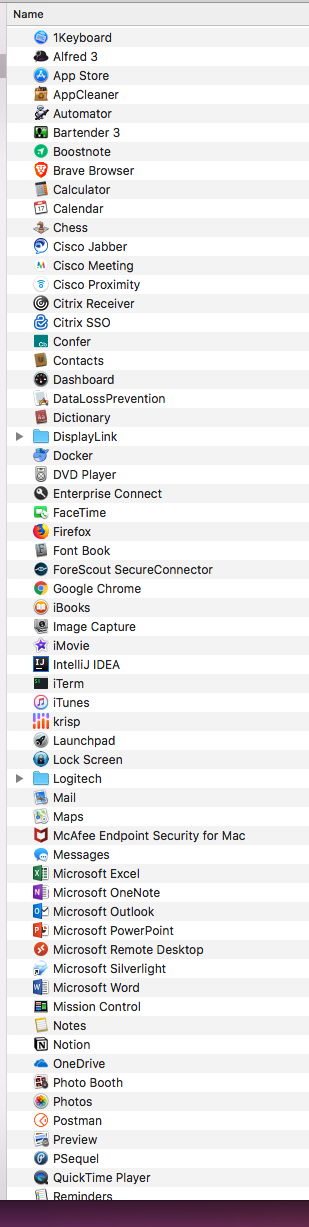 Name
1Keyboard
Alfred 3
App Store
AppCleaner
Automator
Bartender 3
Boostnote
Brave Browser
Calculator
Calendar
Chess
Cisco Jabber
Cisco Meeting
Cisco Proximity
Citrix Receiver
Citrix SSO
Confer
Contacts
Dashboard
DataLossPrevention
Dictionary
DisplayLink
Docker
DVD Player
Enterprise Connect
FaceTime
Firefox
Font Book
ForeScout SecureConnector
Google Chrome
iBooks
Image Capture
iMovie
IntelliJ IDEA
iTerm
iTunes
krisp
Launchpad
Lock Screen
Logitech
Mail
Maps
McAfee Endpoint Security for Mac
Messages
Microsoft Excel
Microsoft OneNote
Microsoft Outlook
Microsoft PowerPoint
Microsoft Remote Desktop
Microsoft Silverlight
Microsoft Word
Mission Control
Notes
Notion
OneDrive
Photo Booth
Photos
Postman
Preview
PSequel
QuickTime Player
Reminders